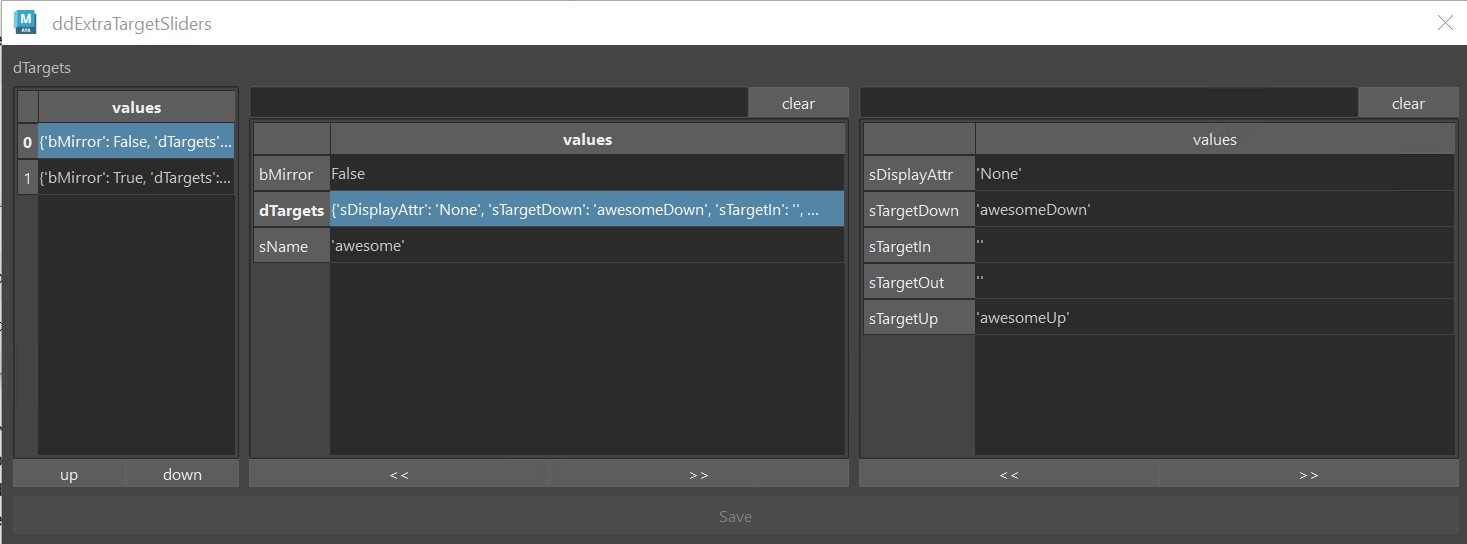 M
AYA
ddExtraTargetSliders
dTargets
values
0 {'bMirror': False, 'dTargets'...
1 {'bMirror': True, 'dTargets':...
up down
clear
values
bMirror False
dTargets {'sDisplayAttr': 'None', 'sTargetDown': 'awesomeDown', 'sTargetIn': '', ...
sName 'awesome'
<< >>
clear
values
sDisplayAttr 'None'
sTargetDown 'awesomeDown'
sTargetIn ''
sTargetOut ''
sTargetUp 'awesomeUp'
<< >>
Save